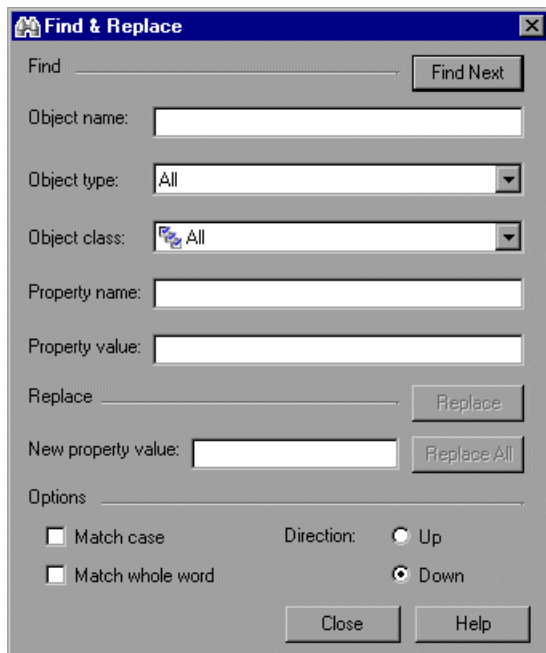 Find & Replace
Find
Find Next
Object name:
Object type: All
Object class: All
Property name:
Property value:
Replace
Replace
New property value:
Replace All
Options
Match case Direction: Up
Match whole word Down
Close Help